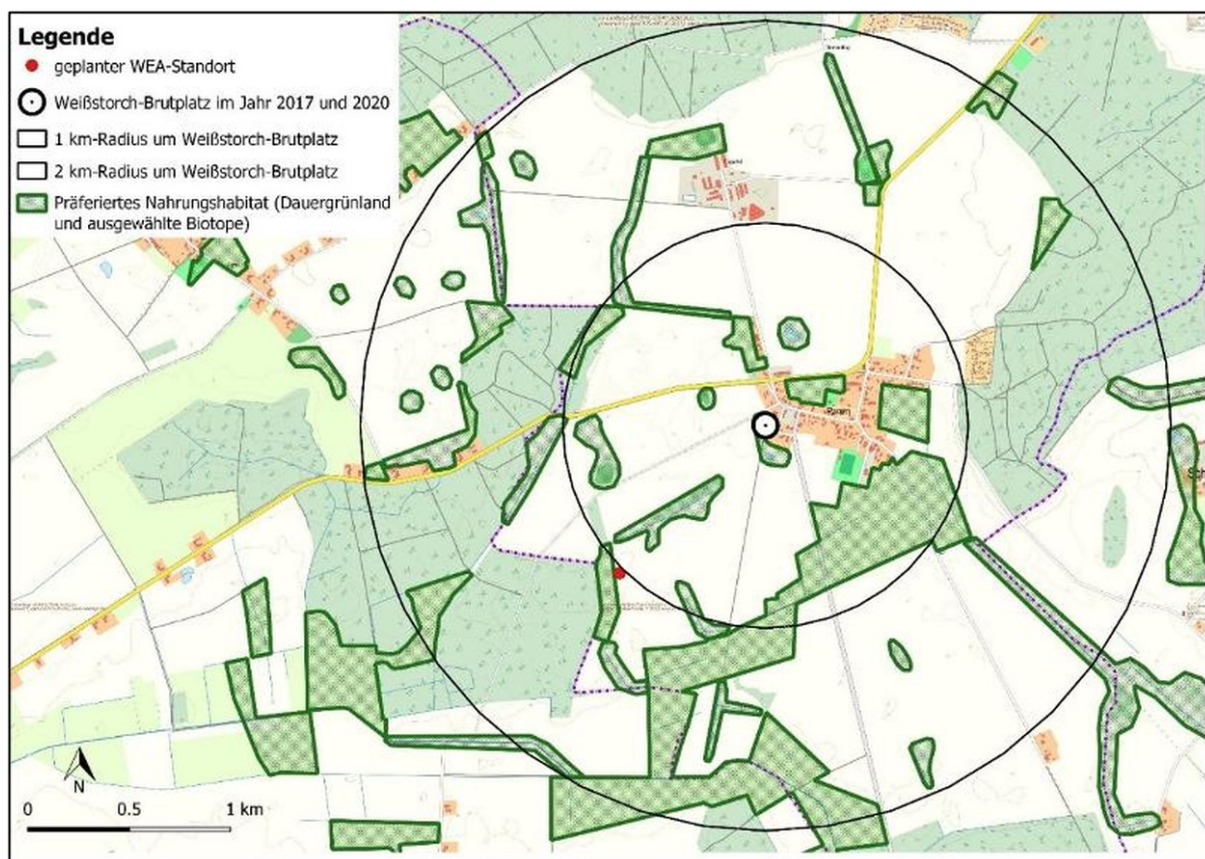 Legende
geplanter WEA-Standort
Weißstorch-Brutplatz im Jahr 2017 und 2020
1 km-Radius um Weißstorch-Brutplatz
2 km-Radius um Weißstorch-Brutplatz
Präferiertes Nahrungshabitat (Dauergrünland
und ausgewählte Biotope)
Sch
N
0 0.5 1 km